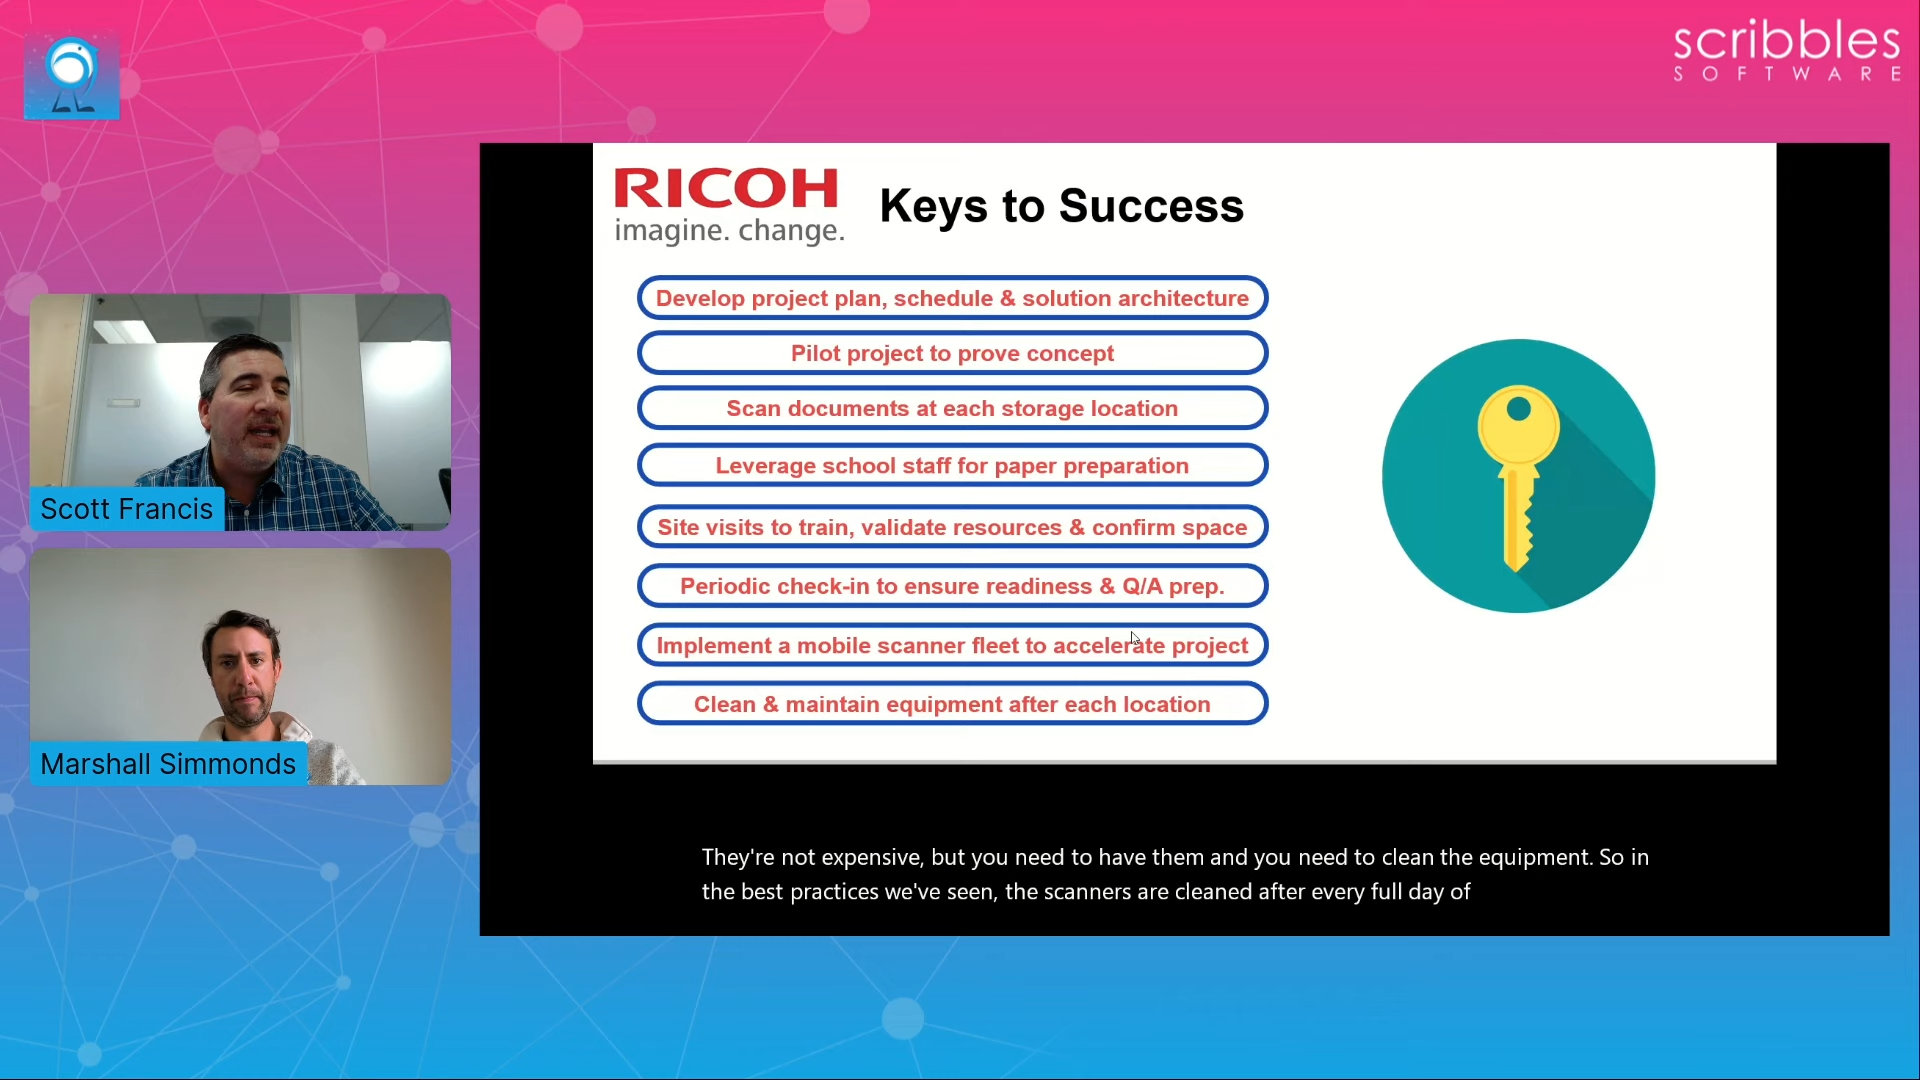 scribbles
SOFTWARE
RICOH
imagine. change.
Keys to Success
Develop project plan, schedule & solution architecture
Pilot project to prove concept
Scan documents at each storage location
Leverage school staff for paper preparation
Site visits to train, validate resources & confirm space
Periodic check-in to ensure readiness & Q/A prep.
Implement a mobile scanner fleet to accelerate project
Clean & maintain equipment after each location
Scott Francis
Marshall Simmonds
They're not expensive, but you need to have them and you need to clean the equipment. So in
the best practices we've seen, the scanners are cleaned after every full day of